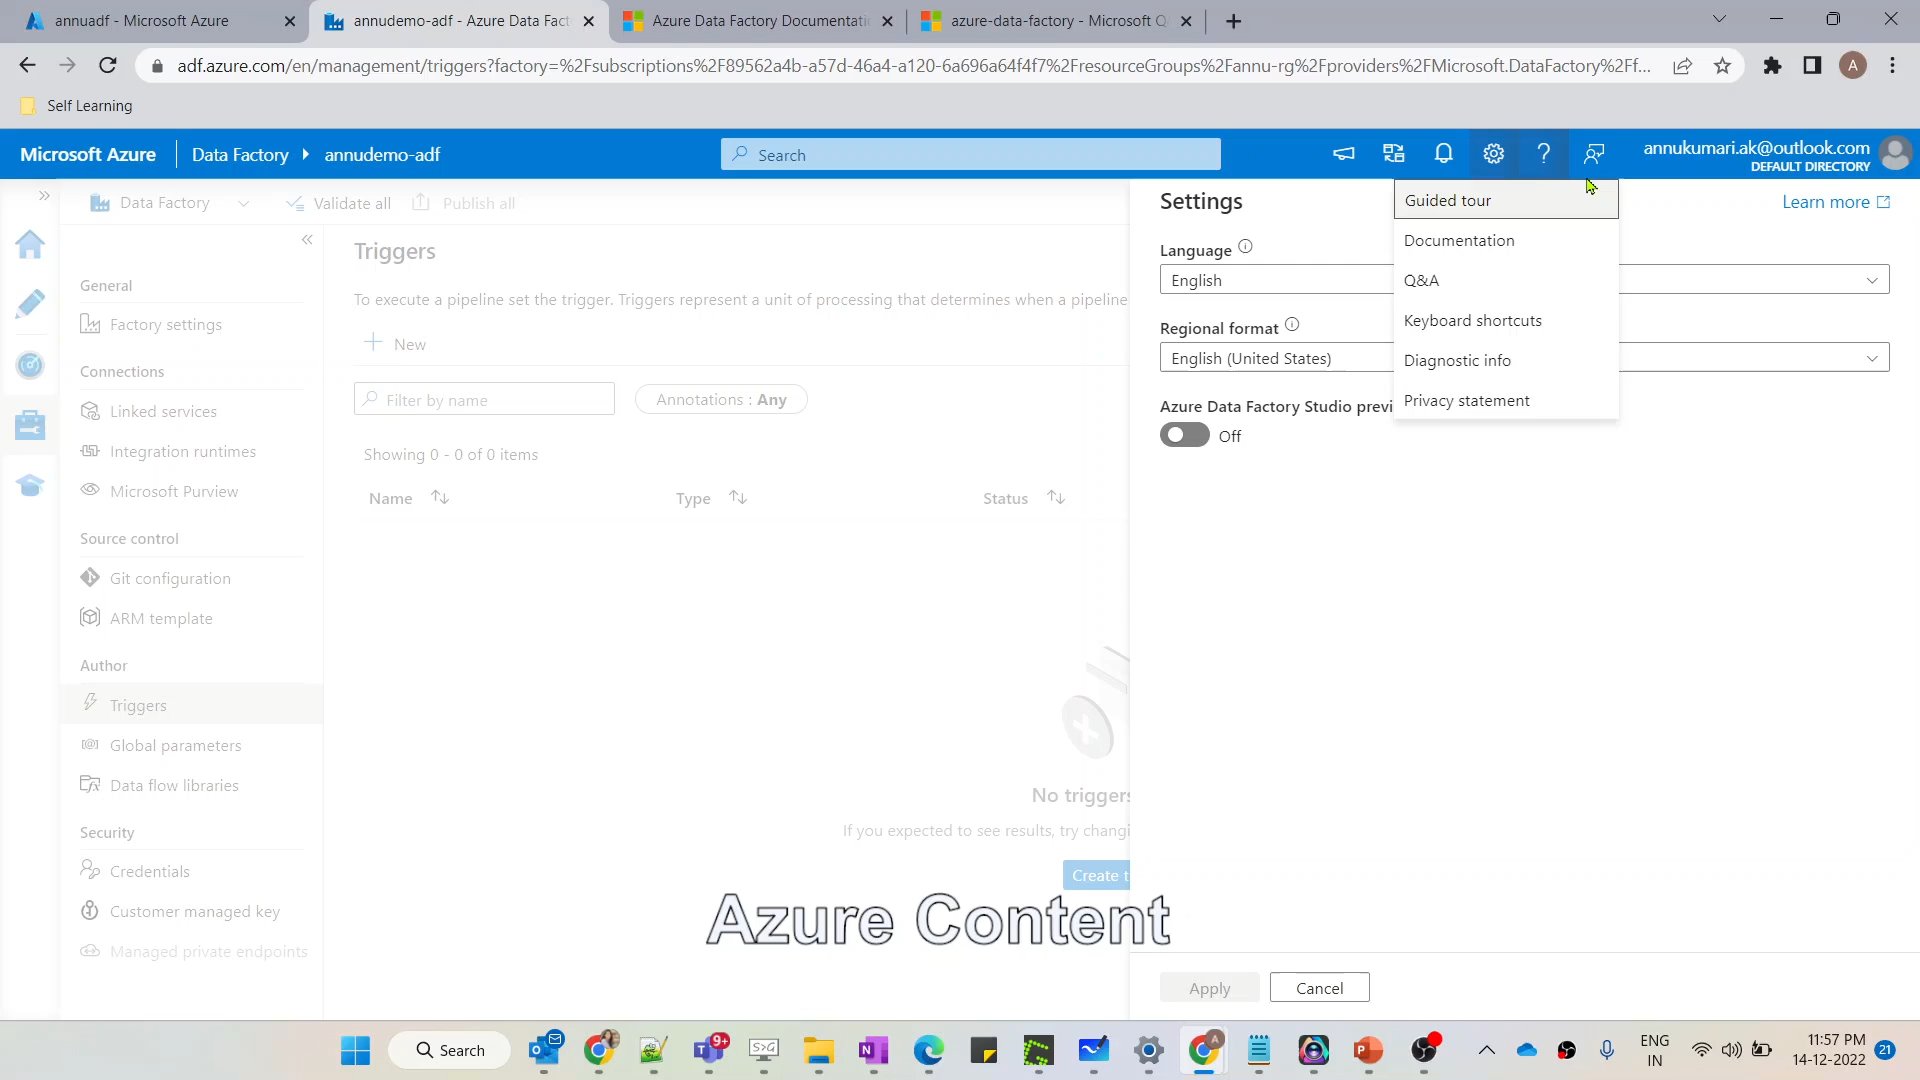 annuadf - Microsoft Azure
annudemo-adf - Azure Data Fact
Azure Data Factory Documentatio
azure-data-factory - Microsoft Q
adf.azure.com/en/management/triggers?factory=%2Fsubscriptions%2F89562a4b-a57d-46a4-a120-6a696a64f4f7%2FresourceGroups%2Fannu-rg%2Fproviders%2FMicrosoft.DataFactory%2Ff...
A
Self Learning
Microsoft Azure
Data Factory
annudemo-adf
Search
annukumari.ak@outlook.com
DEFAULT DIRECTORY
Data Factory
Validate all
Publish all
General
Factory settings
Connections
Linked services
Integration runtimes
Microsoft Purview
Source control
Git configuration
ARM template
Author
Triggers
Global parameters
Data flow libraries
Security
Credentials
Customer managed key
Managed private endpoints
Triggers
To execute a pipeline set the trigger. Triggers represent a unit of processing that determines when a pipeline
New
Filter by name
Annotations : Any
Showing 0 - 0 of 0 items
Name
Type
Status
No triggers
If you expected to see results, try changi
Create t
Settings
Learn more
Language
English
Regional format
English (United States)
Azure Data Factory Studio previ
Off
Guided tour
Documentation
Q&A
Keyboard shortcuts
Diagnostic info
Privacy statement
Apply
Cancel
Azure Content
Search
9+
A
ENG
IN
11:57 PM
14-12-2022
21